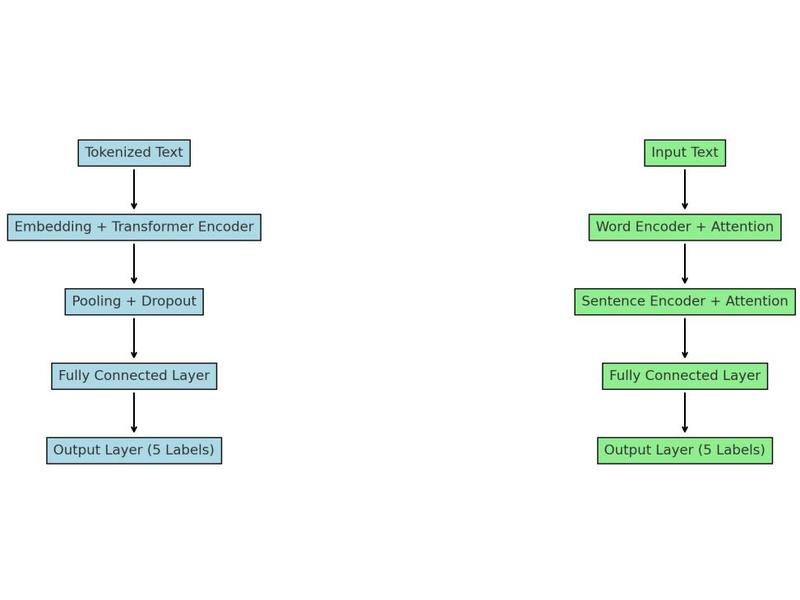 Tokenized Text
Embedding + Transformer Encoder
Pooling + Dropout
Fully Connected Layer
Output Layer (5 Labels)
Input Text
Word Encoder + Attention
Sentence Encoder + Attention
Fully Connected Layer
Output Layer (5 Labels)